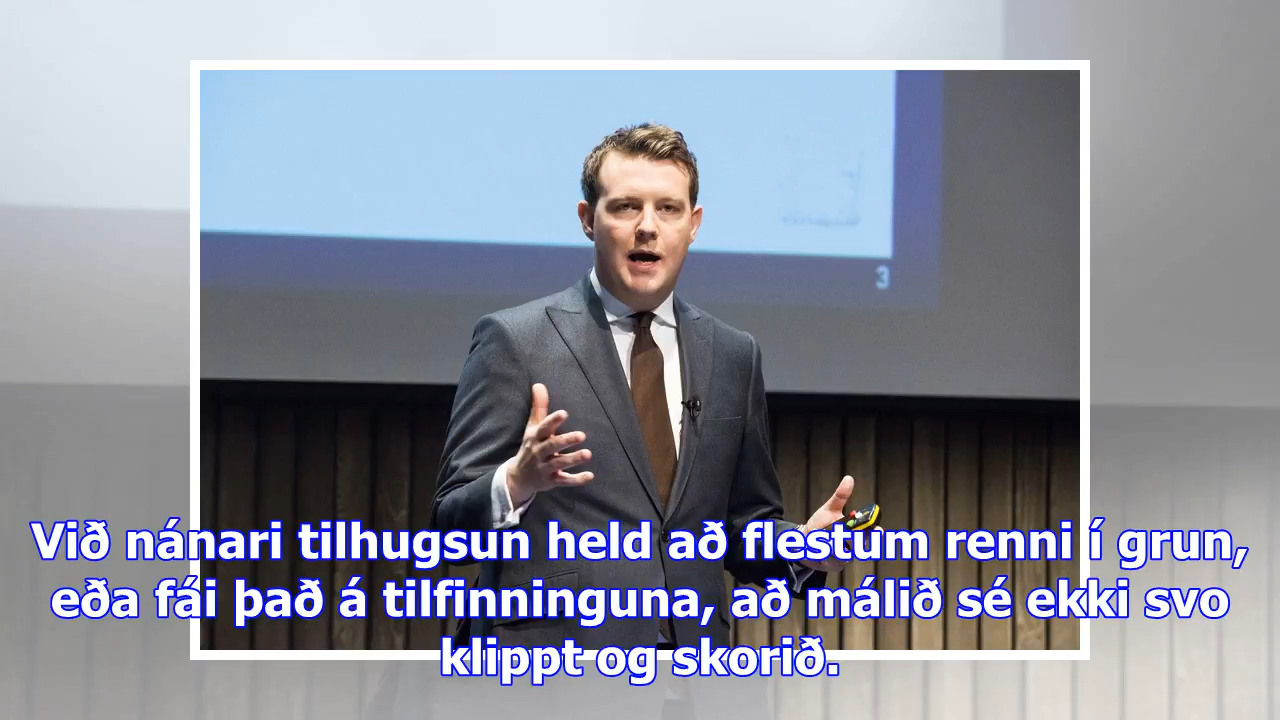 3
Við nánari tilhugsun held að flestum renni í grun,
eða fái það á tilfinninguna, að málið sé ekki svo
klippt og skorið.